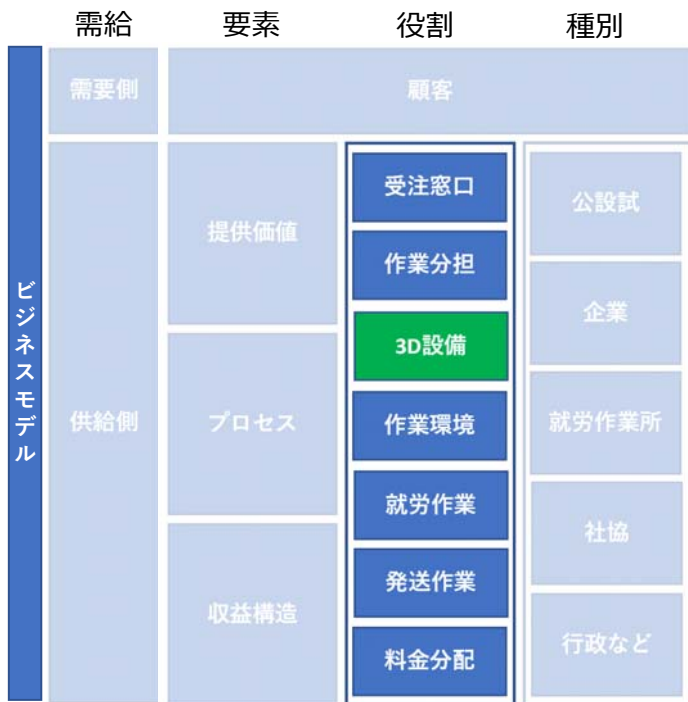 需給
要素
役割
種別
ビジネスモデル
需要側
顧客
供給側
提供価値
プロセス
収益構造
受注窓口
作業分担
3D設備
作業環境
就労作業
発送作業
料金分配
公設試
企業
就労作業所
社協
行政など